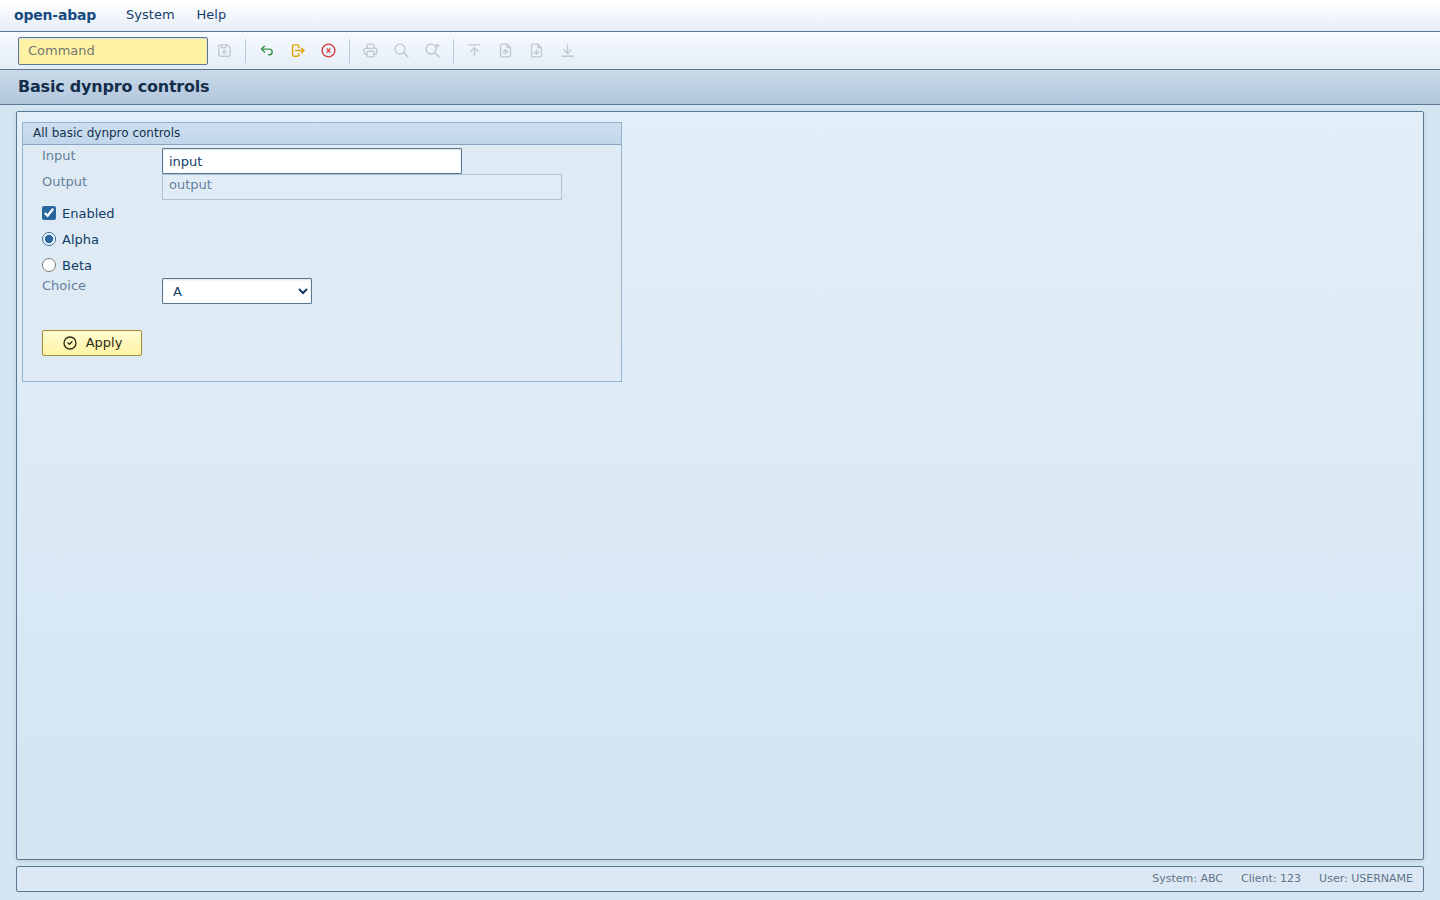 open-abap System Help
Command
Basic dynpro controls
All basic dynpro controls
Input input
Output output
Enabled
Alpha
Beta
Choice A
Apply
System: ABC Client: 123 User: USERNAME